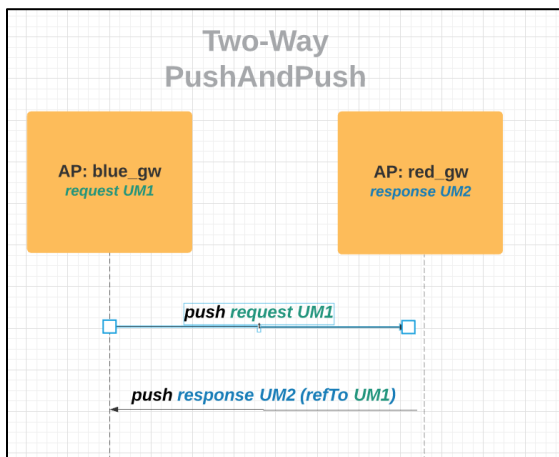 Two-Way
PushAndPush
AP: blue_gw
request UM1
AP: red_gw
response UM2
push request UM1
push response UM2 (refTo UM1)